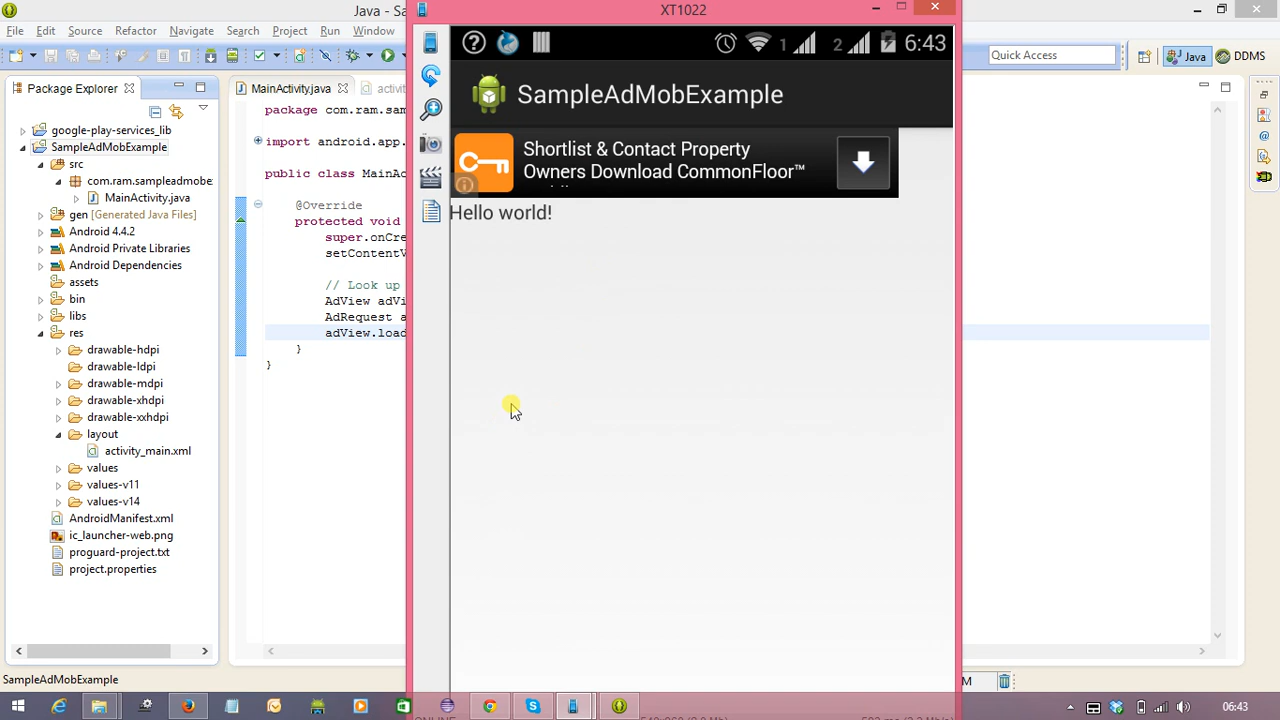 Java - Sa
XT1022
File Edit Source Refactor Navigate Search Project Run Window
Quick Access
Java DDMS
1 2 6:43
SampleAdMobExample
Shortlist & Contact Property
Owners Download CommonFloor™
Hello world!
Package Explorer
google-play-services_lib
SampleAdMobExample
src
com.ram.sampleadmobe
MainActivity.java
gen [Generated Java Files]
Android 4.4.2
Android Private Libraries
Android Dependencies
assets
bin
libs
res
drawable-hdpi
drawable-ldpi
drawable-mdpi
drawable-xhdpi
drawable-xxhdpi
layout
activity_main.xml
values
values-v11
values-v14
AndroidManifest.xml
ic_launcher-web.png
proguard-project.txt
project.properties
MainActivity.java activi
package com.ram.sam
import android.app.
public class MainAc
@Override
protected void
super.onCre
setContentV
// Look up
AdView adVi
AdRequest a
adView.load
}
}
SampleAdMobExample
M
06:43